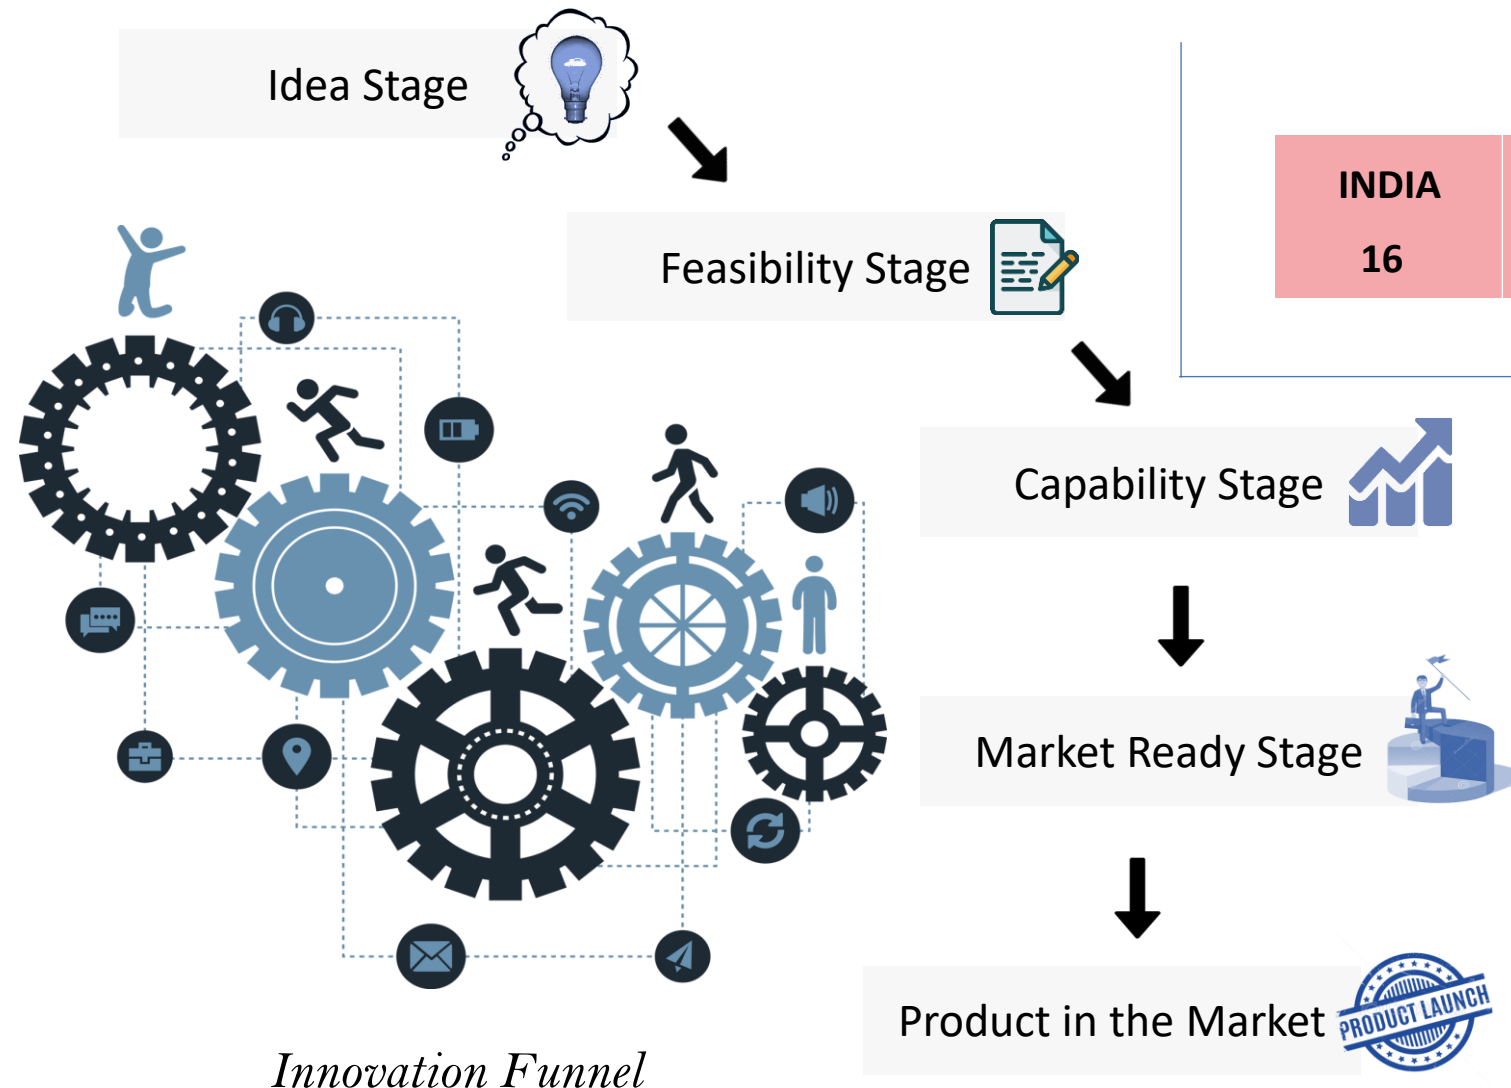 Idea Stage
Feasibility Stage
INDIA
16
Capability Stage
Market Ready Stage
Product in the Market
PRODUCT LAUNCH
Innovation Funnel